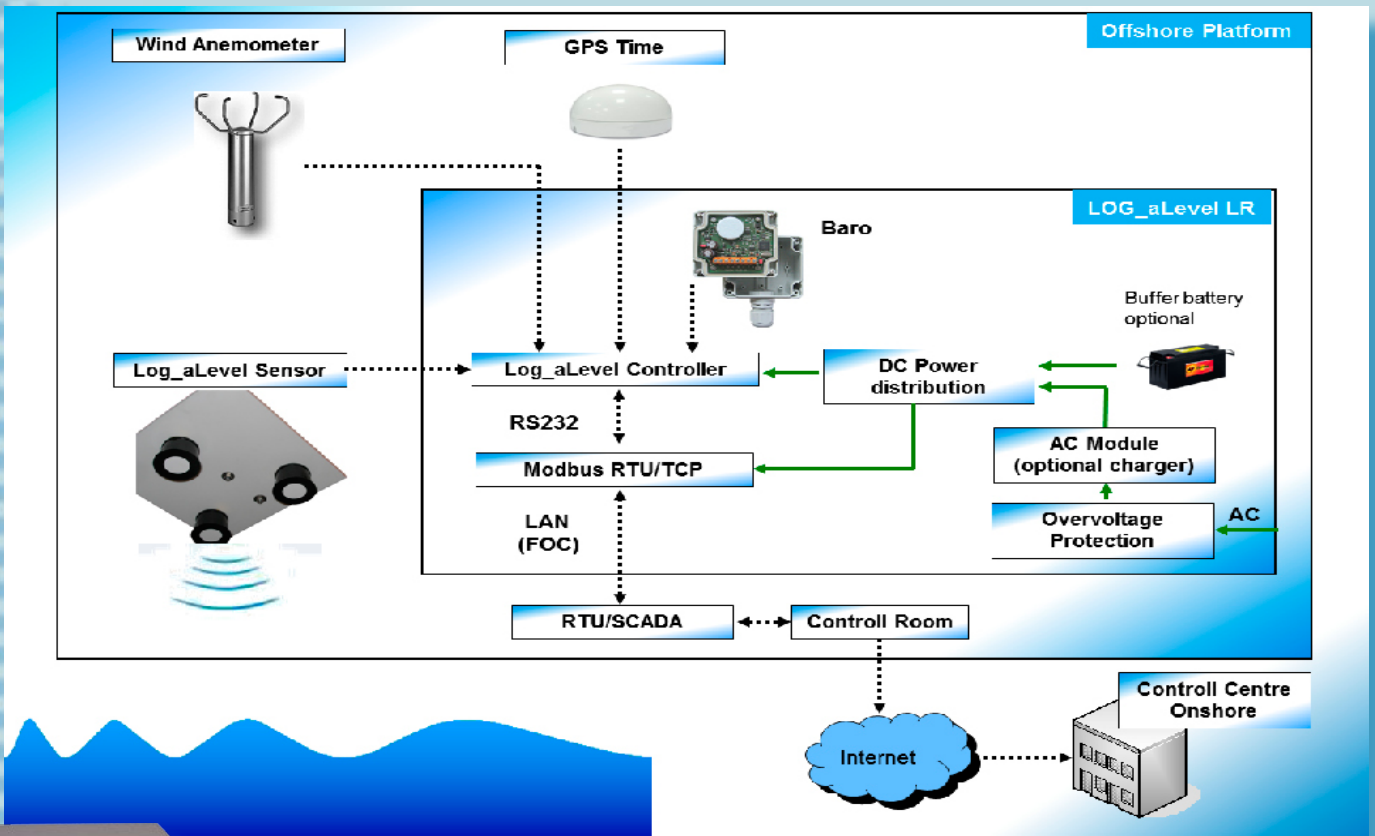 Offshore Platform
Wind Anemometer
GPS Time
LOG_aLevel LR
Baro
Buffer battery
optional
Log_aLevel Sensor
Log_aLevel Controller
DC Power
distribution
RS232
AC Module
(optional charger)
Modbus RTU/TCP
LAN
(FOC)
Overvoltage
Protection
AC
RTU/SCADA
Controll Room
Controll Centre
Onshore
Internet